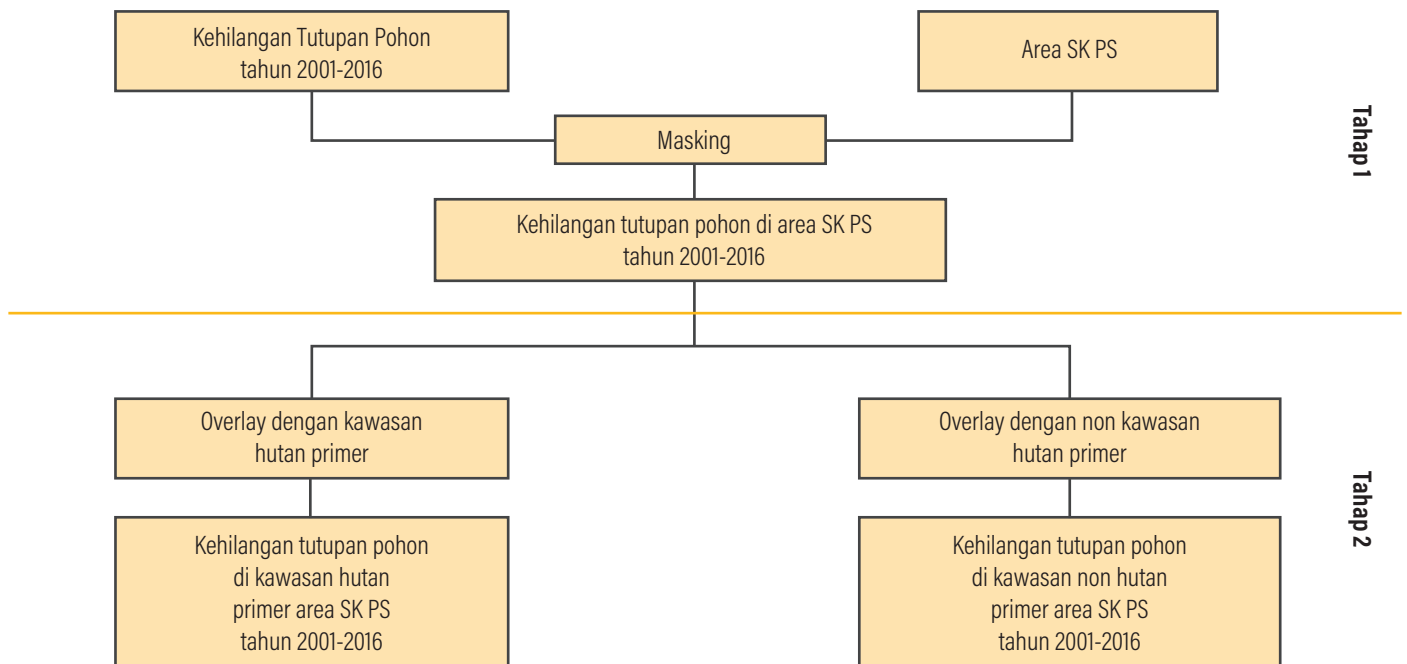 Kehilangan Tutupan Pohon
tahun 2001-2016
Area SK PS
Masking
Kehilangan tutupan pohon di area SK PS
tahun 2001-2016
Tahap 1
Overlay dengan kawasan
hutan primer
Overlay dengan non kawasan
hutan primer
Kehilangan tutupan pohon
di kawasan hutan
primer area SK PS
tahun 2001-2016
Kehilangan tutupan pohon
di kawasan non hutan
primer area SK PS
tahun 2001-2016
Tahap 2